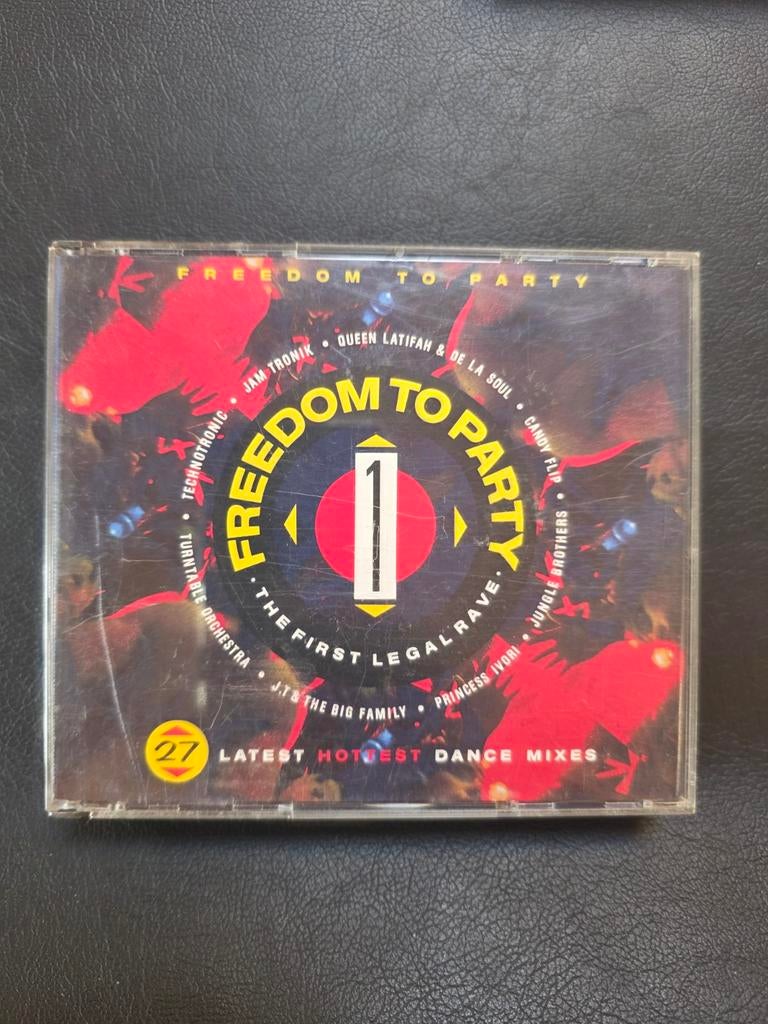 FREEDOM TO PARTY
FREEDOM TO PARTY
1
· THE FIRST LEGAL RAVE ·
TECHNOTRONIC • JAM TRONIK • QUEEN LATIFAH & DE LA SOUL • CANDY FLIP • JUNGLE BROTHERS • PRINCESS IVORI • J.T & THE BIG FAMILY • TURNTABLE ORCHESTRA •
27 LATEST HOTTEST DANCE MIXES